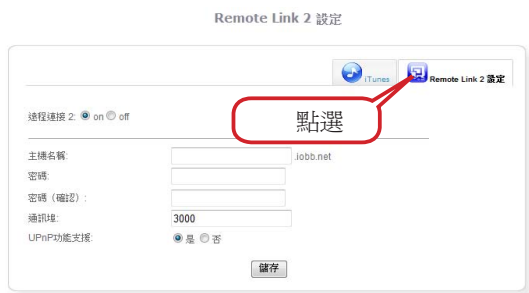 Remote Link 2 設定
iTunes
Remote Link 2 設定
遠程連接 2: on off
點選
主機名稱: .iobb.net
密碼:
密碼（確認）:
通訊埠: 3000
UPnP功能支援: 是 否
儲存